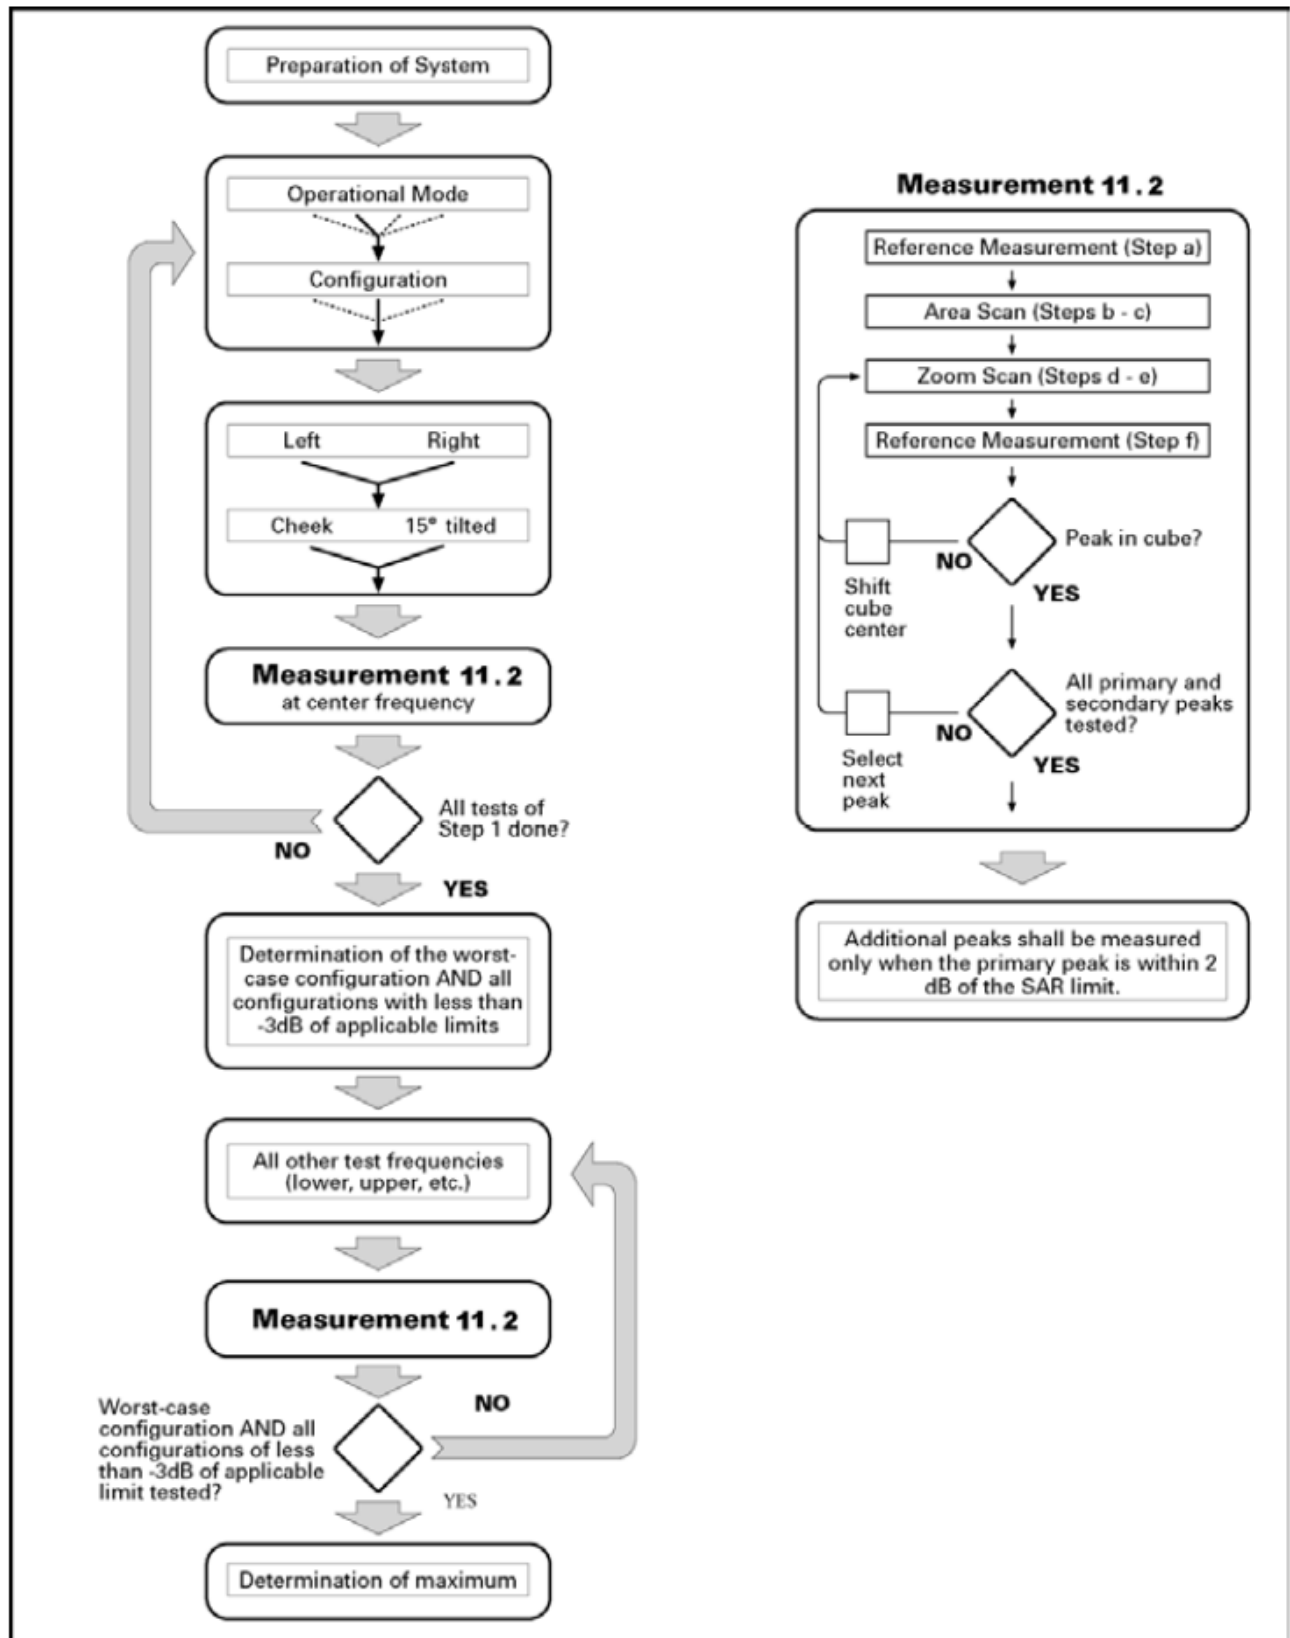 Preparation of System
Operational Mode
Configuration
Left Right
Cheek 15° tilted
Measurement 11.2
at center frequency
All tests of
Step 1 done?
NO
YES
Determination of the worst-
case configuration AND all
configurations with less than
-3dB of applicable limits
All other test frequencies
(lower, upper, etc.)
Measurement 11.2
NO
Worst-case
configuration AND all
configurations of less
than -3dB of applicable
limit tested?
YES
Determination of maximum
Measurement 11.2
Reference Measurement (Step a)
Area Scan (Steps b - c)
Zoom Scan (Steps d - e)
Reference Measurement (Step f)
Peak in cube?
NO
Shift
cube
center
YES
All primary and
secondary peaks
tested?
NO
Select
next
peak
YES
Additional peaks shall be measured
only when the primary peak is within 2
dB of the SAR limit.